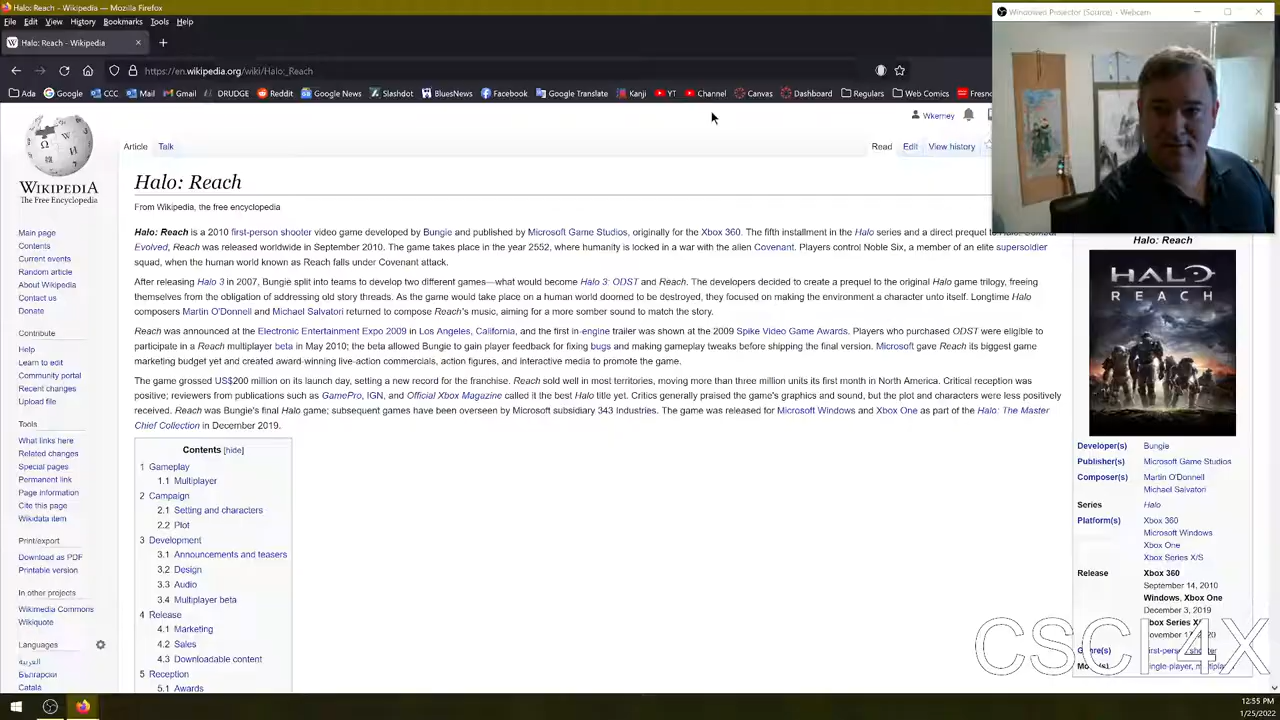 Halo: Reach - Wikipedia — Mozilla Firefox
File Edit View History Bookmarks Tools Help
Windowed Projector (Source) - Webcam
Halo: Reach - Wikipedia
https://en.wikipedia.org/wiki/Halo:_Reach
Ada Google CCC Mail Gmail DRUDGE Reddit Google News Slashdot BluesNews Facebook Google Translate Kanji YT Channel Canvas Dashboard Regulars Web Comics
Wkerney
Article Talk Read Edit View history
WIKIPEDIA
The Free Encyclopedia
Main page
Contents
Current events
Random article
About Wikipedia
Contact us
Donate
Contribute
Help
Learn to edit
Community portal
Recent changes
Upload file
Tools
What links here
Related changes
Special pages
Permanent link
Page information
Cite this page
Wikidata item
Print/export
Download as PDF
Printable version
In other projects
Wikimedia Commons
Wikiquote
Languages
العربية
Български
Català
Halo: Reach
From Wikipedia, the free encyclopedia
Halo: Reach is a 2010 first-person shooter video game developed by Bungie and published by Microsoft Game Studios, originally for the Xbox 360. The fifth installment in the Halo series and a direct prequel to Halo: Combat
Evolved, Reach was released worldwide in September 2010. The game takes place in the year 2552, where humanity is locked in a war with the alien Covenant. Players control Noble Six, a member of an elite supersoldier
squad, when the human world known as Reach falls under Covenant attack.
After releasing Halo 3 in 2007, Bungie split into teams to develop two different games—what would become Halo 3: ODST and Reach. The developers decided to create a prequel to the original Halo game trilogy, freeing
themselves from the obligation of addressing old story threads. As the game would take place on a human world doomed to be destroyed, they focused on making the environment a character unto itself. Longtime Halo
composers Martin O'Donnell and Michael Salvatori returned to compose Reach's music, aiming for a more somber sound to match the story.
Reach was announced at the Electronic Entertainment Expo 2009 in Los Angeles, California, and the first in-engine trailer was shown at the 2009 Spike Video Game Awards. Players who purchased ODST were eligible to
participate in a Reach multiplayer beta in May 2010; the beta allowed Bungie to gain player feedback for fixing bugs and making gameplay tweaks before shipping the final version. Microsoft gave Reach its biggest game
marketing budget yet and created award-winning live-action commercials, action figures, and interactive media to promote the game.
The game grossed US$200 million on its launch day, setting a new record for the franchise. Reach sold well in most territories, moving more than three million units its first month in North America. Critical reception was
positive; reviewers from publications such as GamePro, IGN, and Official Xbox Magazine called it the best Halo title yet. Critics generally praised the game's graphics and sound, but the plot and characters were less positively
received. Reach was Bungie's final Halo game; subsequent games have been overseen by Microsoft subsidiary 343 Industries. The game was released for Microsoft Windows and Xbox One as part of the Halo: The Master
Chief Collection in December 2019.
Contents [hide]
1 Gameplay
1.1 Multiplayer
2 Campaign
2.1 Setting and characters
2.2 Plot
3 Development
3.1 Announcements and teasers
3.2 Design
3.3 Audio
3.4 Multiplayer beta
4 Release
4.1 Marketing
4.2 Sales
4.3 Downloadable content
5 Reception
5.1 Awards
Halo: Reach
HALO
REACH
Developer(s) Bungie
Publisher(s) Microsoft Game Studios
Composer(s) Martin O'Donnell
Michael Salvatori
Series Halo
Platform(s) Xbox 360
Microsoft Windows
Xbox One
Xbox Series X/S
Release Xbox 360
September 14, 2010
Windows, Xbox One
December 3, 2019
CSCI 4X
12:55 PM
1/25/2022